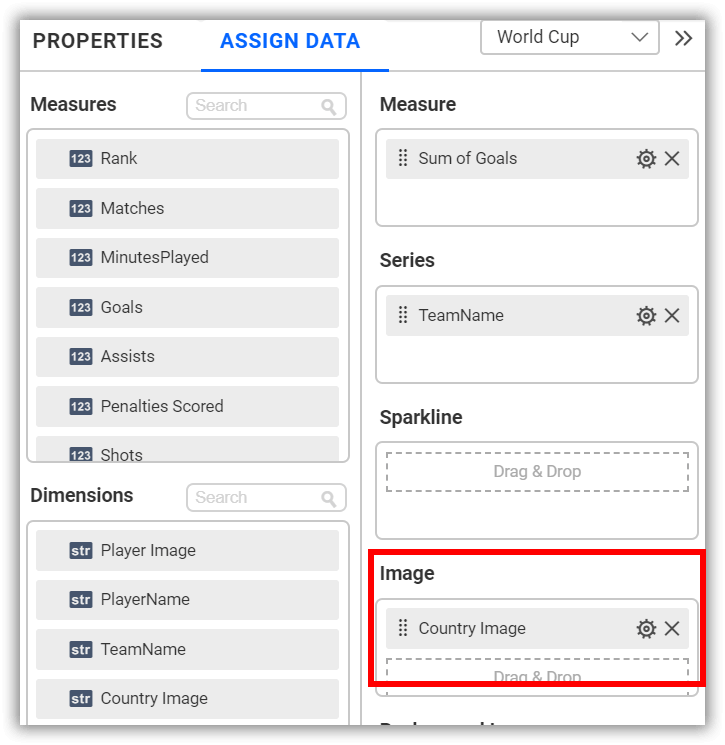 PROPERTIES
ASSIGN DATA
World Cup
Measures
Search
123 Rank
123 Matches
123 MinutesPlayed
123 Goals
123 Assists
123 Penalties Scored
123 Shots
Dimensions
Search
str Player Image
str PlayerName
str TeamName
str Country Image
Measure
Sum of Goals
Series
TeamName
Sparkline
Drag & Drop
Image
Country Image
Drag & Drop